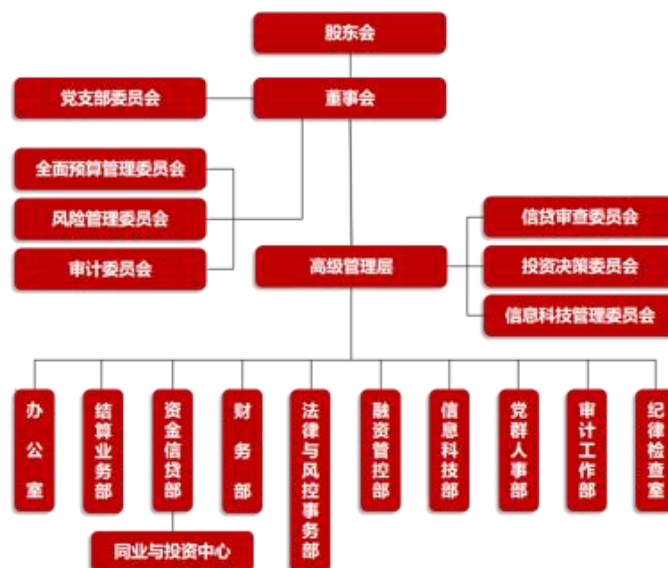 股东会
党支部委员会
董事会
全面预算管理委员会
风险管理委员会
审计委员会
高级管理层
信贷审查委员会
投资决策委员会
信息科技管理委员会
办公室
结算业务部
资金信贷部
财务部
法律与风控事务部
融资管控部
信息科技部
党群人事部
审计工作部
纪律检查室
同业与投资中心